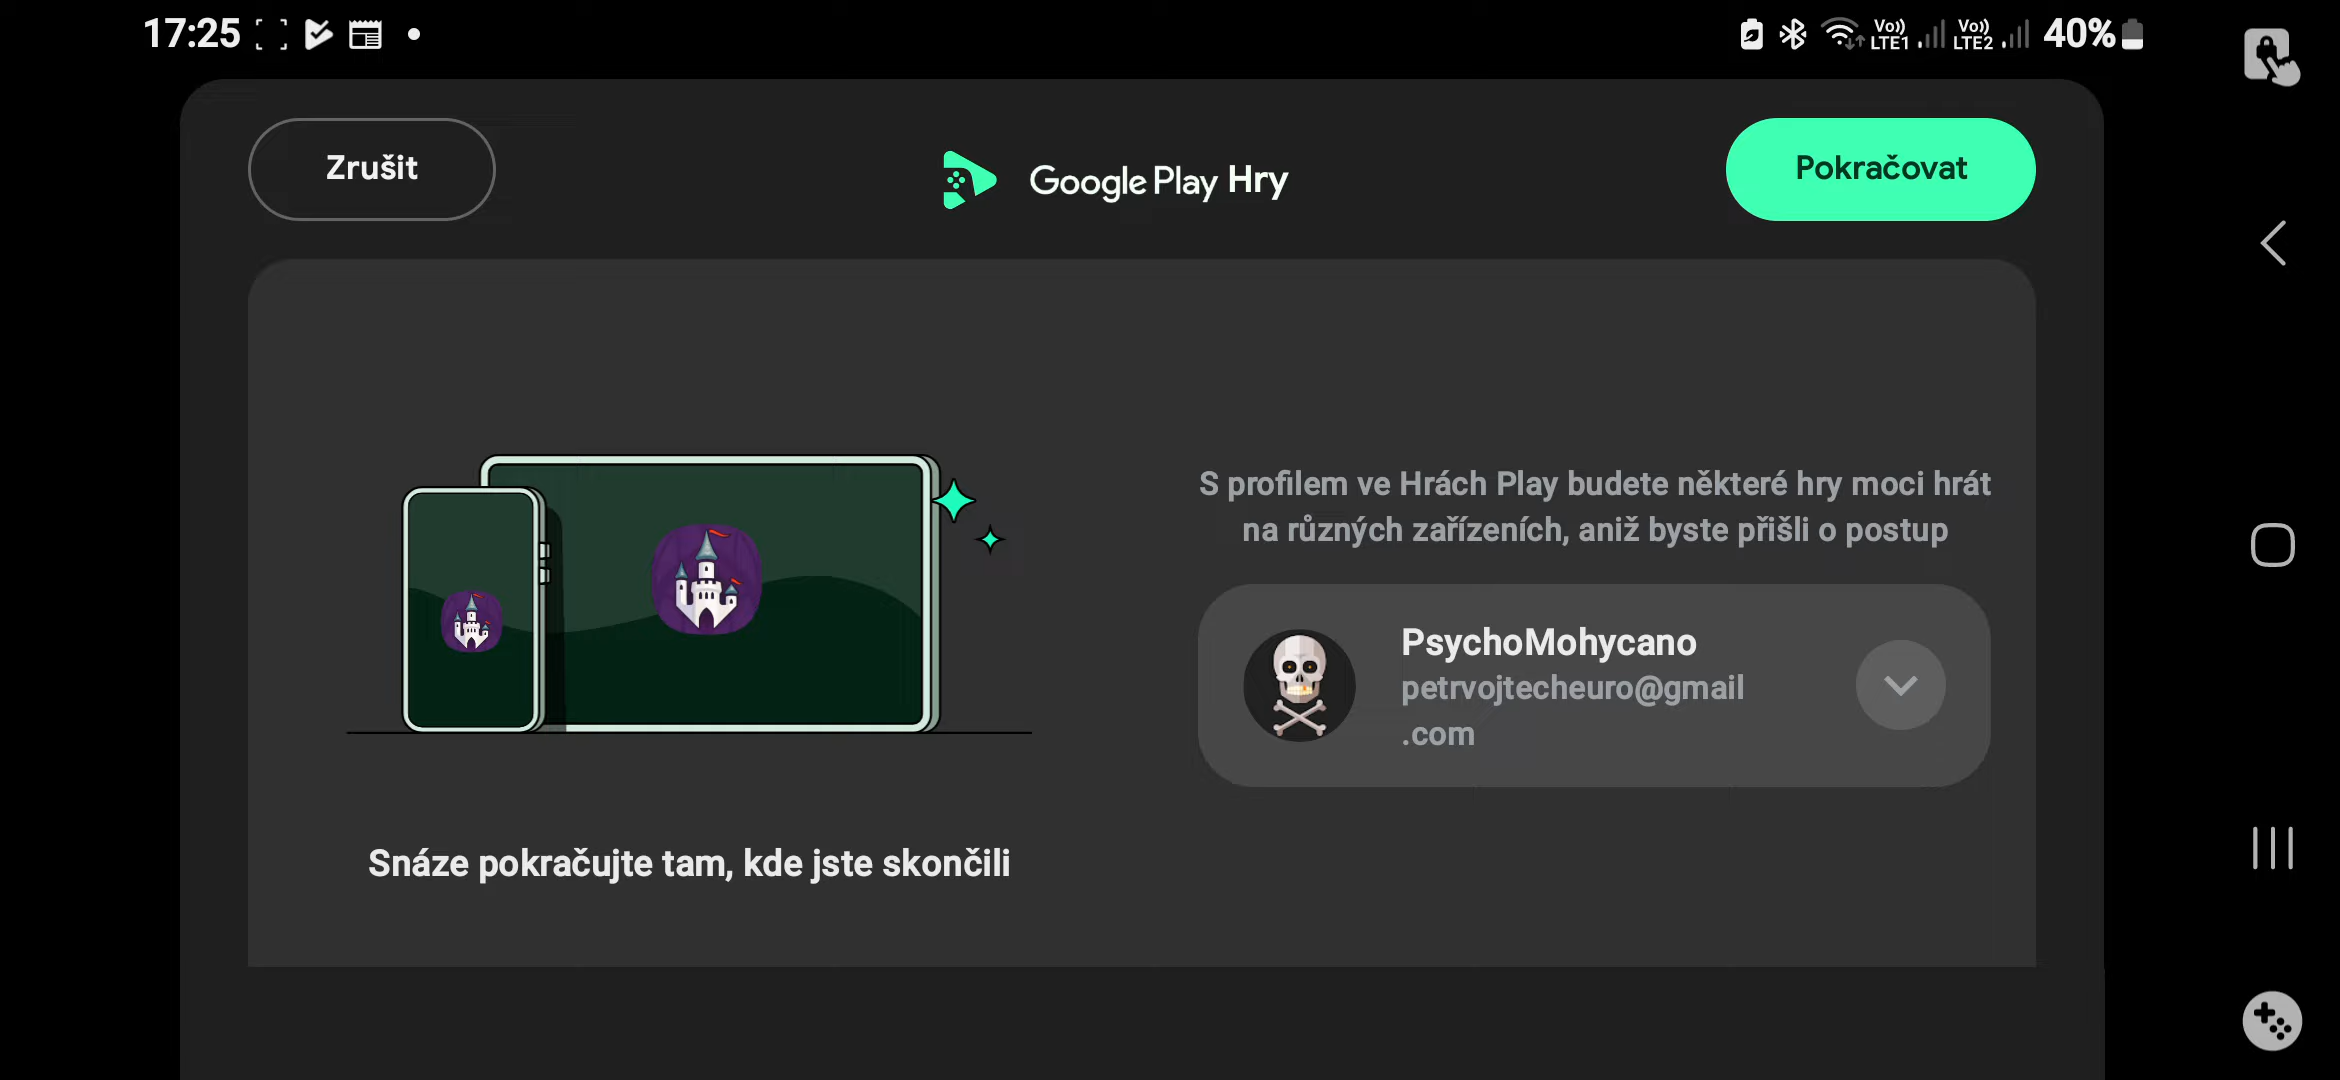 17:25
Vo)) LTE1
Vo)) LTE2
40%
Zrušit
Google Play Hry
Pokračovat
S profilem ve Hrách Play budete některé hry moci hrát
na různých zařízeních, aniž byste přišli o postup
PsychoMohycano
petrvojtecheuro@gmail
.com
Snáze pokračujte tam, kde jste skončili